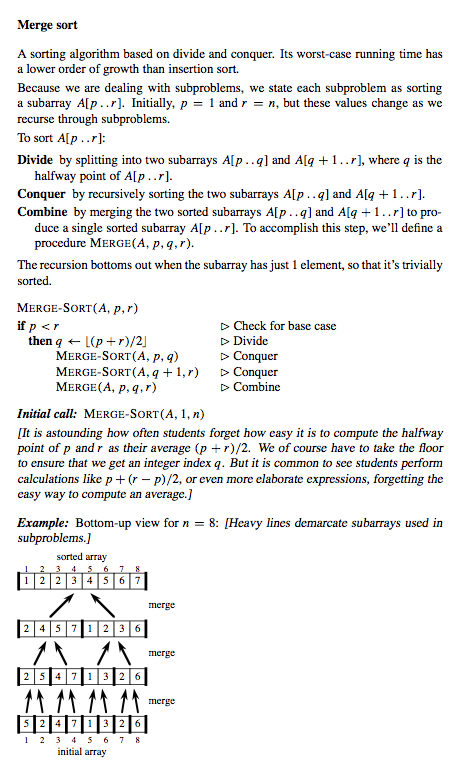 Merge sort
A sorting algorithm based on divide and conquer. Its worst-case running time has
a lower order of growth than insertion sort.
Because we are dealing with subproblems, we state each subproblem as sorting
a subarray A[p . . r]. Initially, p = 1 and r = n, but these values change as we
recurse through subproblems.
To sort A[p . . r]:
Divide by splitting into two subarrays A[p . . q] and A[q + 1 . . r], where q is the
halfway point of A[p . . r].
Conquer by recursively sorting the two subarrays A[p . . q] and A[q + 1 . . r].
Combine by merging the two sorted subarrays A[p . . q] and A[q + 1 . . r] to pro-
duce a single sorted subarray A[p . . r]. To accomplish this step, we'll define a
procedure MERGE(A, p, q, r).
The recursion bottoms out when the subarray has just 1 element, so that it's trivially
sorted.
MERGE-SORT(A, p, r)
if p < r ▷ Check for base case
then q ← ⌊(p + r)/2⌋ ▷ Divide
MERGE-SORT(A, p, q) ▷ Conquer
MERGE-SORT(A, q + 1, r) ▷ Conquer
MERGE(A, p, q, r) ▷ Combine
Initial call: MERGE-SORT(A, 1, n)
[It is astounding how often students forget how easy it is to compute the halfway
point of p and r as their average (p + r)/2. We of course have to take the floor
to ensure that we get an integer index q. But it is common to see students perform
calculations like p + (r − p)/2, or even more elaborate expressions, forgetting the
easy way to compute an average.]
Example: Bottom-up view for n = 8: [Heavy lines demarcate subarrays used in
subproblems.]
sorted array
1 2 3 4 5 6 7 8
1 2 2 3 4 5 6 7
merge
2 4 5 7 1 2 3 6
merge
2 5 4 7 1 3 2 6
merge
5 2 4 7 1 3 2 6
1 2 3 4 5 6 7 8
initial array